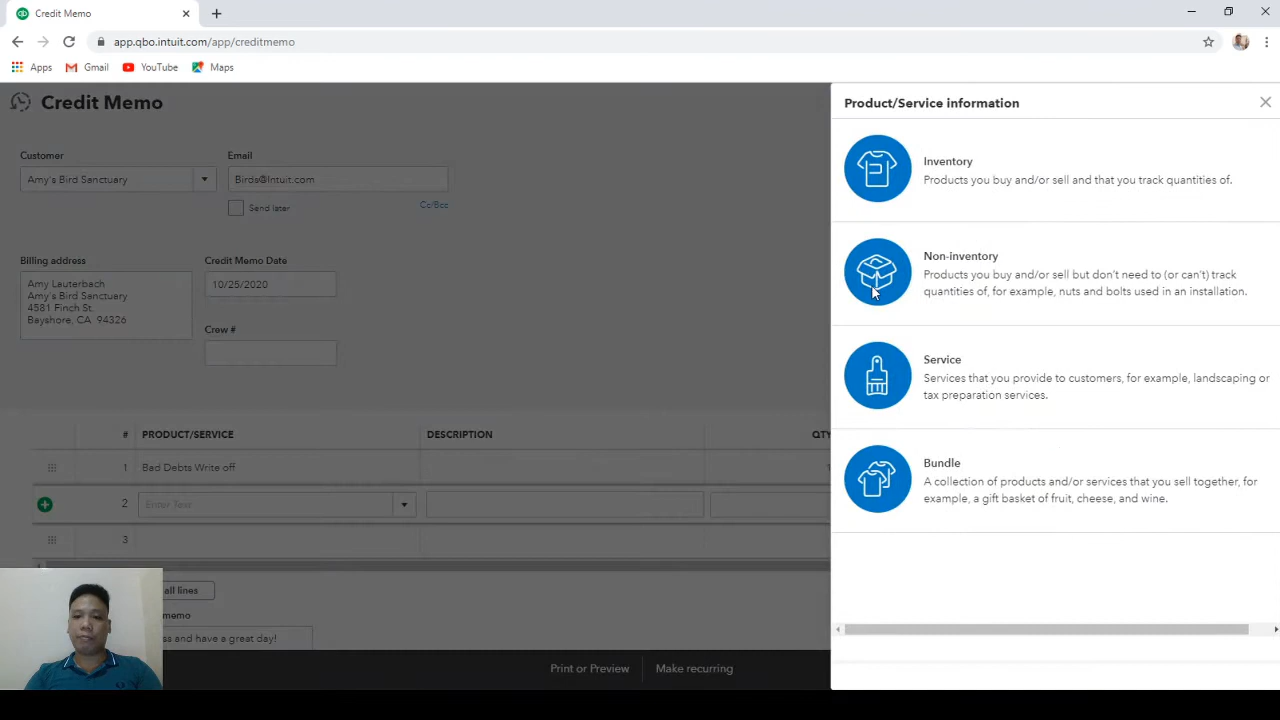 Credit Memo
app.qbo.intuit.com/app/creditmemo
Apps Gmail YouTube Maps
Credit Memo
Customer Email
Amy's Bird Sanctuary Birds@Intuit.com
Send later Cc/Bcc
Billing address Credit Memo Date
Amy Lauterbach
Amy's Bird Sanctuary
4581 Finch St.
Bayshore, CA 94326
10/25/2020
Crew #
# PRODUCT/SERVICE DESCRIPTION QTY
1 Bad Debts Write off 1
2 Enter Text
3
all lines
memo
ss and have a great day!
Print or Preview Make recurring
Product/Service information
Inventory
Products you buy and/or sell and that you track quantities of.
Non-inventory
Products you buy and/or sell but don't need to (or can't) track
quantities of, for example, nuts and bolts used in an installation.
Service
Services that you provide to customers, for example, landscaping or
tax preparation services.
Bundle
A collection of products and/or services that you sell together, for
example, a gift basket of fruit, cheese, and wine.